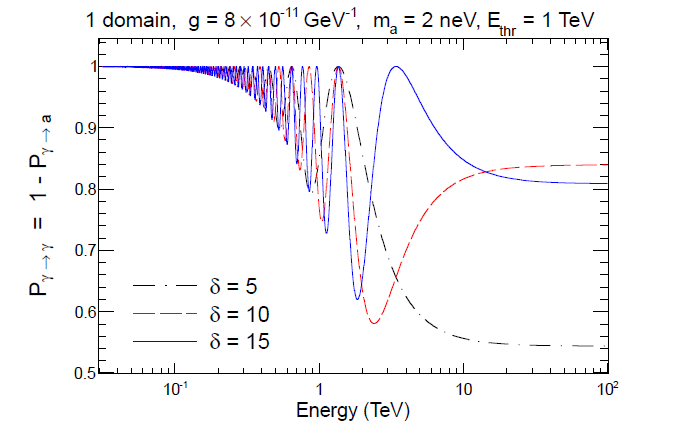 1 domain, g = 8 × 10⁻¹¹ GeV⁻¹, mₐ = 2 neV, E_thr = 1 TeV
P_γ→γ = 1 - P_γ→a
1
0.9
0.8
0.7
0.6
0.5
δ = 5
δ = 10
δ = 15
10⁻¹ 1 10 10²
Energy (TeV)